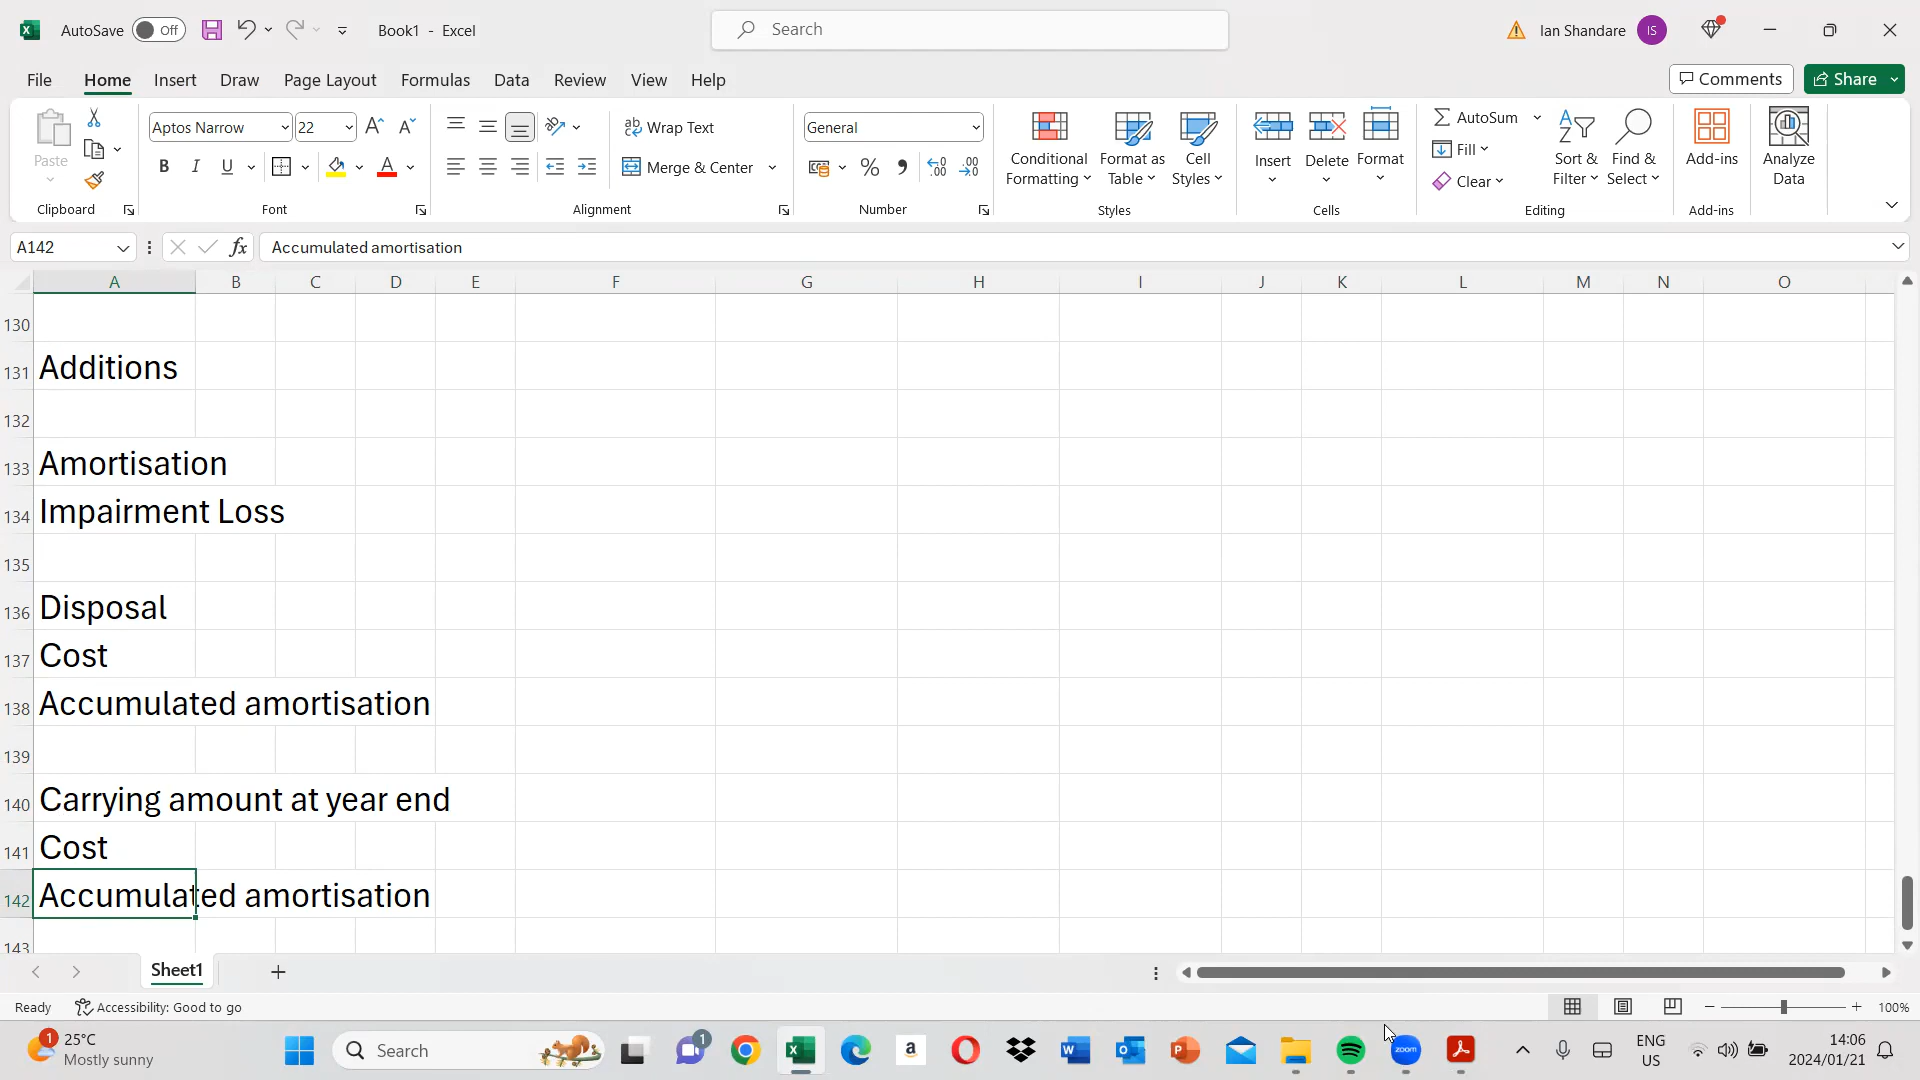 AutoSave Off Book1 - Excel Search Ian Shandare IS
File Home Insert Draw Page Layout Formulas Data Review View Help Comments Share
Aptos Narrow 22 Wrap Text General AutoSum
Paste B I U Merge & Center % Conditional Formatting Format as Table Cell Styles Insert Delete Format Fill Sort & Filter Find & Select Add-ins Analyze Data
Clear
Clipboard Font Alignment Number Styles Cells Editing Add-ins
A142 fx Accumulated amortisation
A B C D E F G H I J K L M N O
130
131 Additions
132
133 Amortisation
134 Impairment Loss
135
136 Disposal
137 Cost
138 Accumulated amortisation
139
140 Carrying amount at year end
141 Cost
142 Accumulated amortisation
143
Sheet1
Ready Accessibility: Good to go 100%
1 25°C
Mostly sunny
Search
1
a
zoom
ENG
US
14:06
2024/01/21